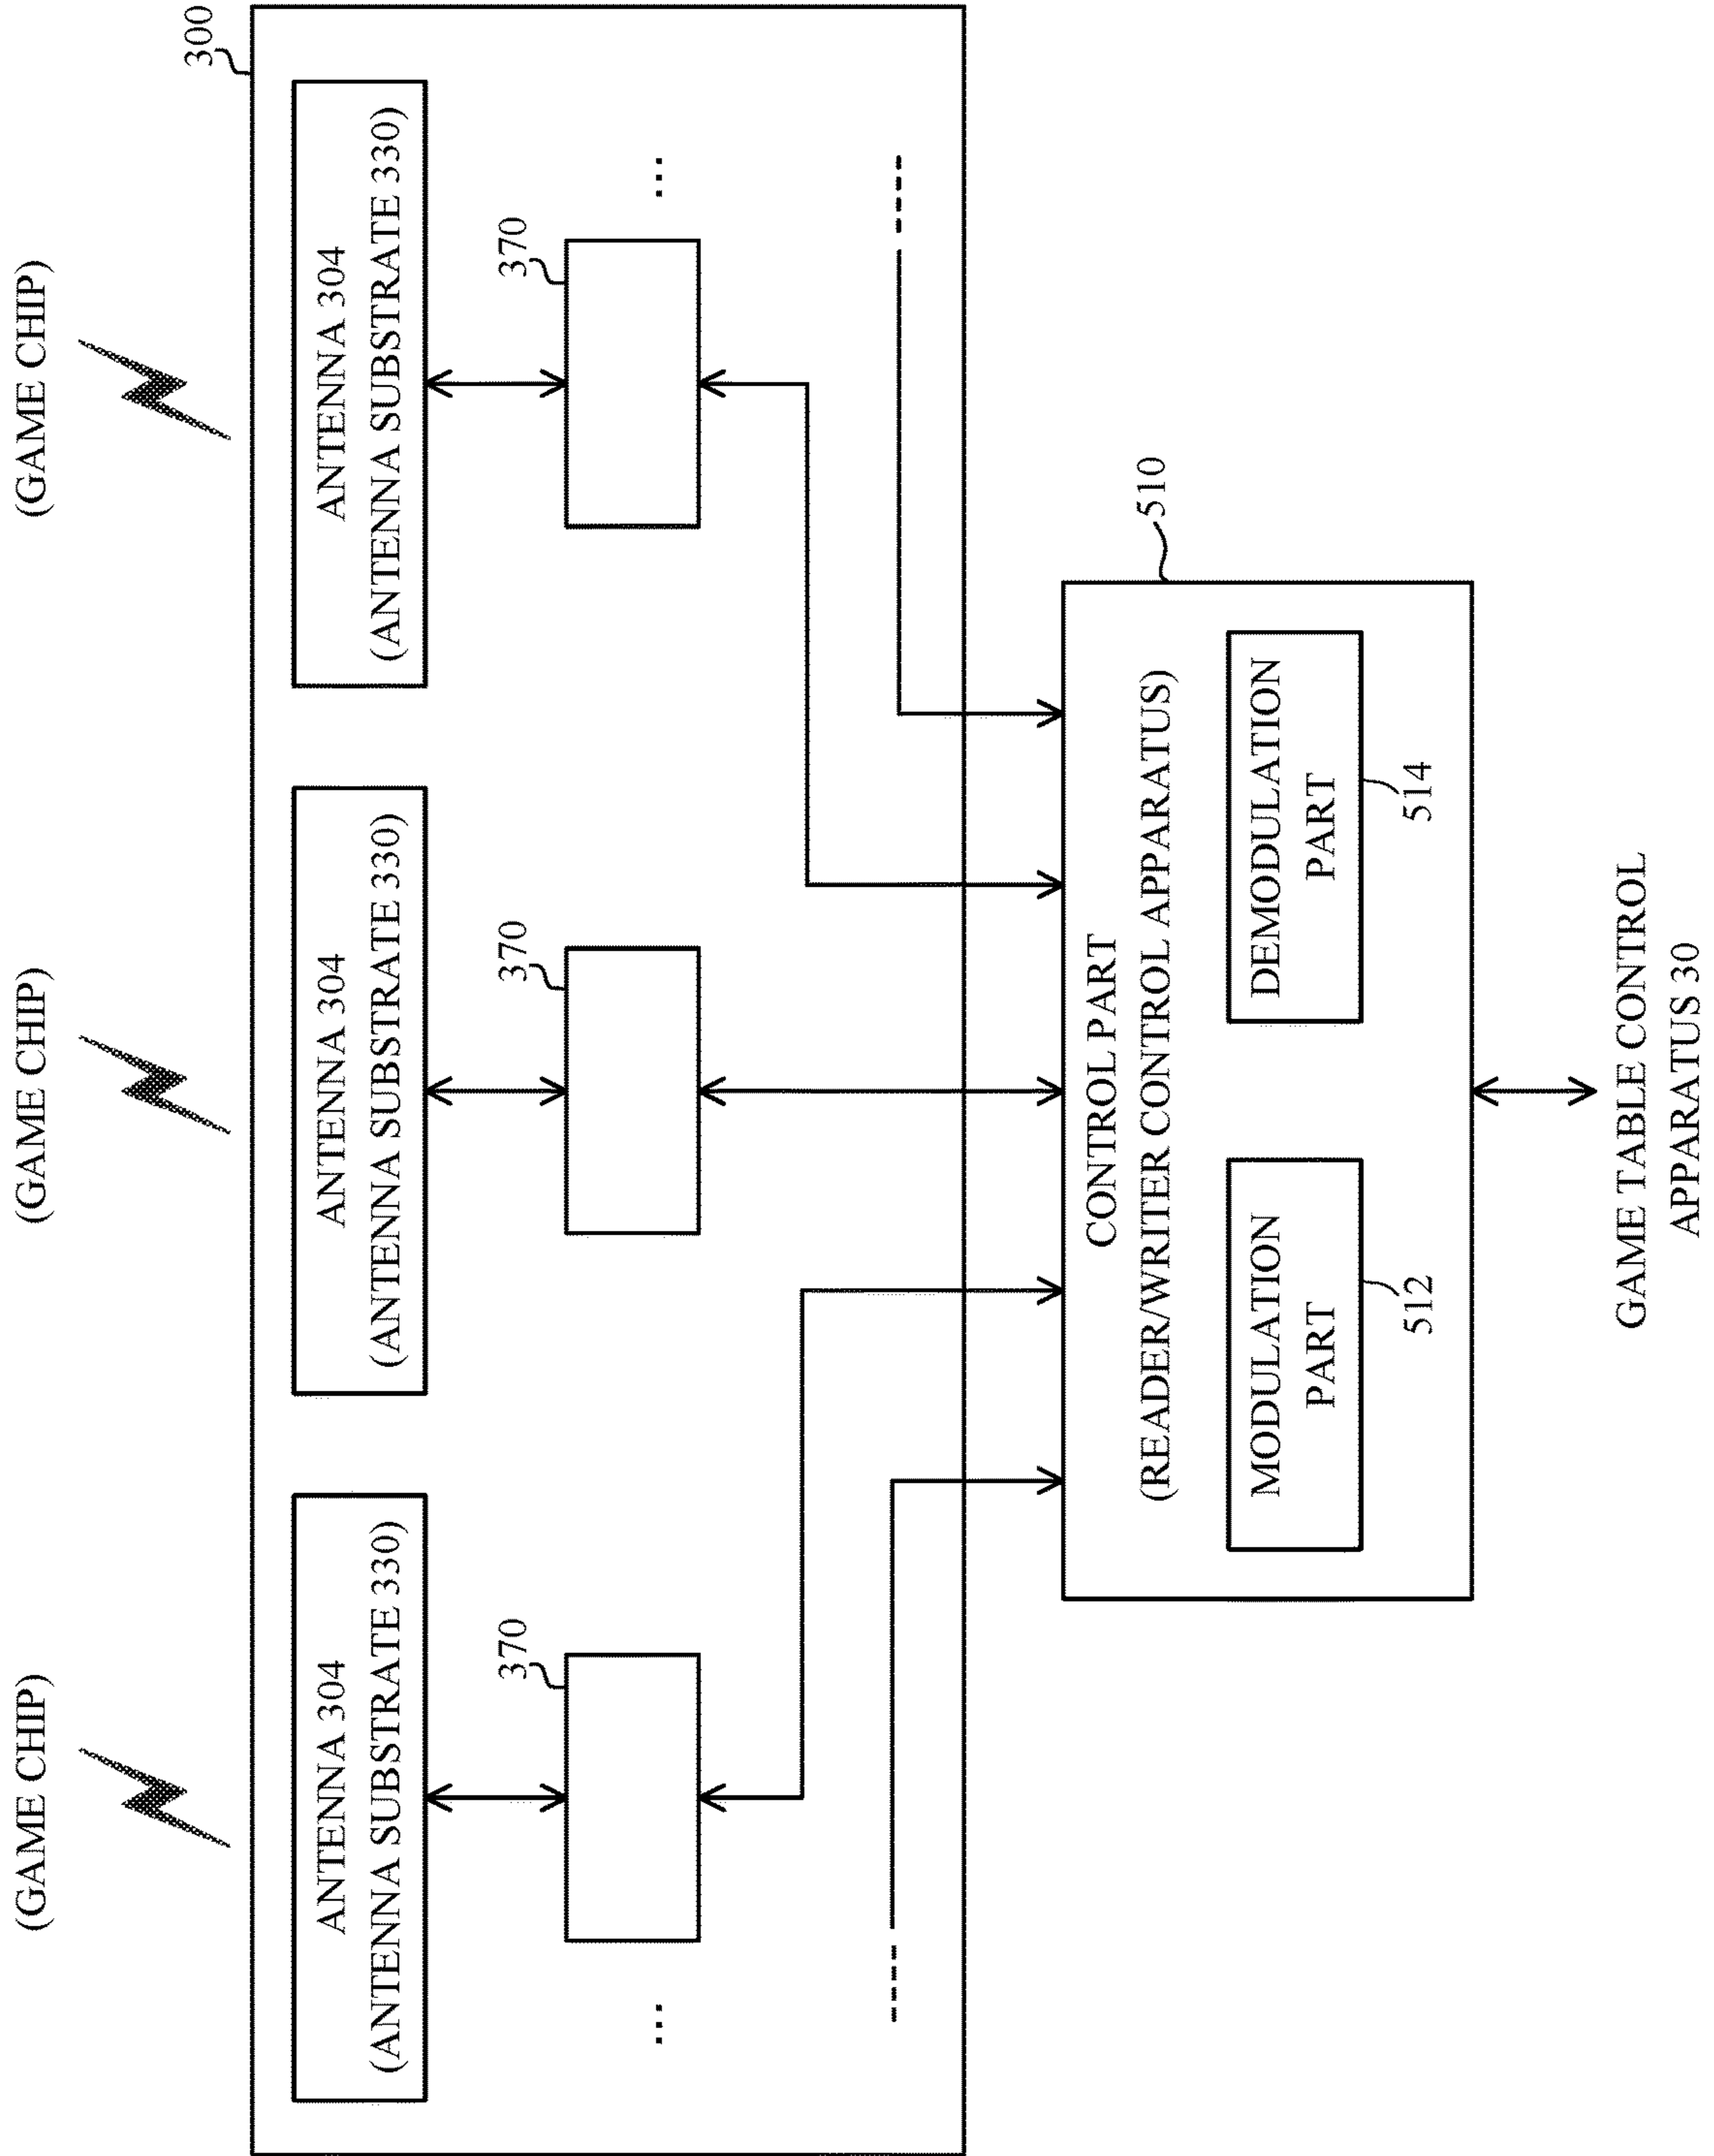 (GAME CHIP)
(GAME CHIP)
(GAME CHIP)
300
ANTENNA 304
(ANTENNA SUBSTRATE 330)
ANTENNA 304
(ANTENNA SUBSTRATE 330)
ANTENNA 304
(ANTENNA SUBSTRATE 330)
370
370
370
...
...
510
CONTROL PART
(READER/WRITER CONTROL APPARATUS)
MODULATION
PART
512
DEMODULATION
PART
514
GAME TABLE CONTROL
APPARATUS 30